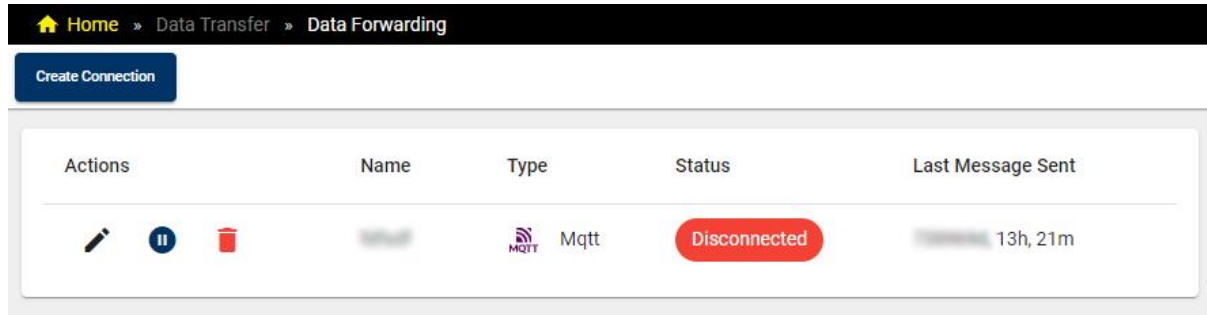 Home » Data Transfer » Data Forwarding
Create Connection
Actions Name Type Status Last Message Sent
MQTT Mqtt Disconnected 13h, 21m